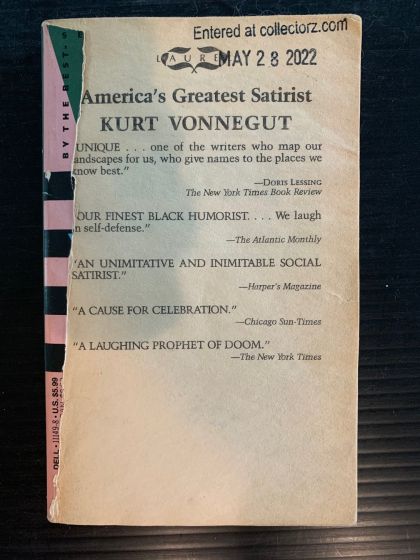 Entered at collectorz.com
MAY 28 2022
LAURE
America's Greatest Satirist
KURT VONNEGUT
UNIQUE . . . one of the writers who map our
landscapes for us, who give names to the places we
know best."
—DORIS LESSING
The New York Times Book Review
OUR FINEST BLACK HUMORIST. . . . We laugh
in self-defense."
—The Atlantic Monthly
"AN UNIMITATIVE AND INIMITABLE SOCIAL
SATIRIST."
—Harper's Magazine
"A CAUSE FOR CELEBRATION."
—Chicago Sun-Times
"A LAUGHING PROPHET OF DOOM."
—The New York Times
BY THE BEST-
SE
DELL • 11149-8 • U.S. $5.99